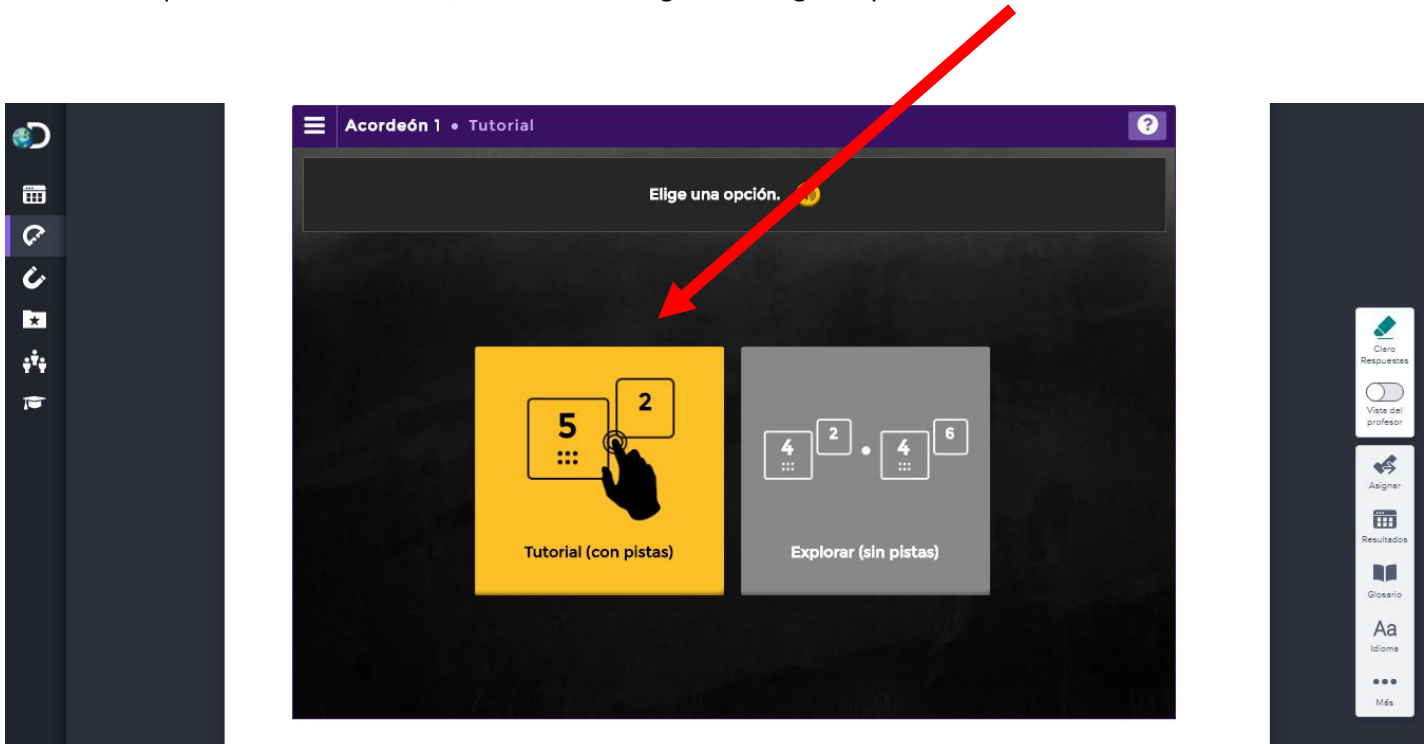 Acordeón 1 • Tutorial
?
Elige una opción.
5
2
Tutorial (con pistas)
4 2 • 4 6
Explorar (sin pistas)
Claro
Respuestas
Vista del
profesor
Asignar
Resultados
Glosario
Aa
Idioma
Más